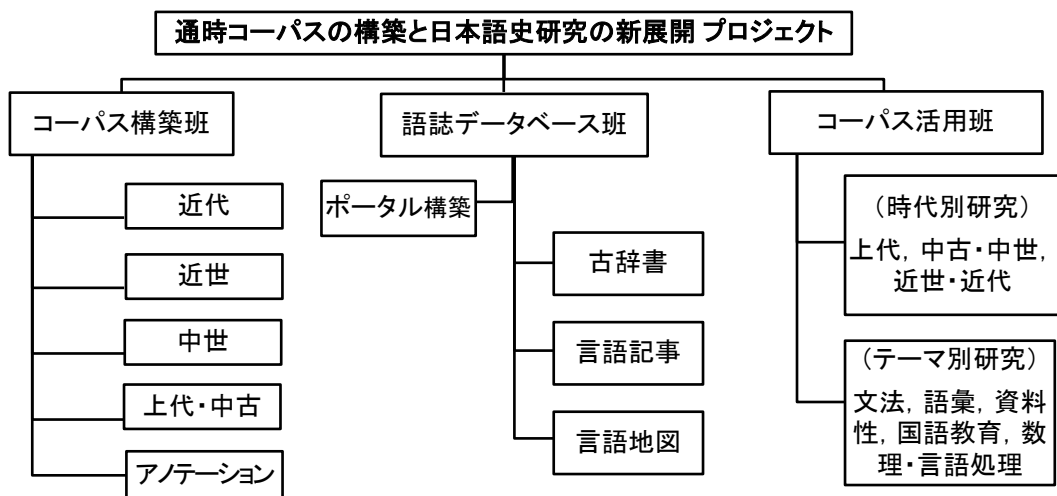 通時コーパスの構築と日本語史研究の新展開 プロジェクト
コーパス構築班
近代
近世
中世
上代・中古
アノテーション
語誌データベース班
ポータル構築
古辞書
言語記事
言語地図
コーパス活用班
（時代別研究）
上代，中古・中世，
近世・近代
（テーマ別研究）
文法，語彙，資料
性，国語教育，数
理・言語処理